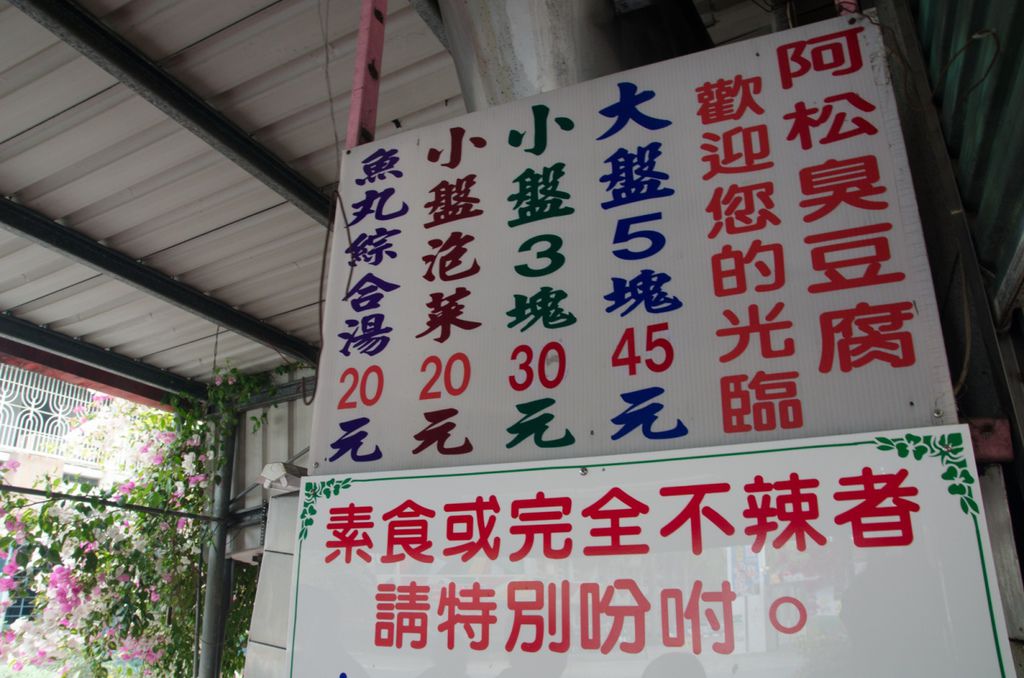 阿松臭豆腐
歡迎您的光臨
大盤5塊45元
小盤3塊30元
小盤泡菜20元
魚丸綜合湯20元
素食或完全不辣者
請特別吩咐。